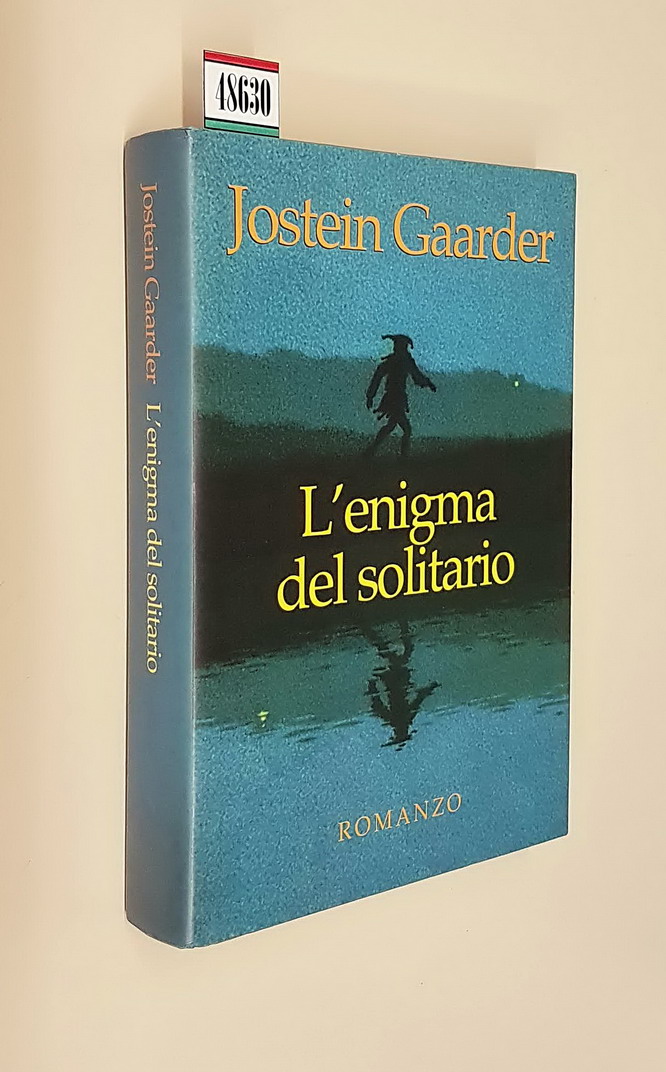 48630
Jostein Gaarder
L'enigma
del solitario
ROMANZO
Jostein Gaarder L'enigma del solitario